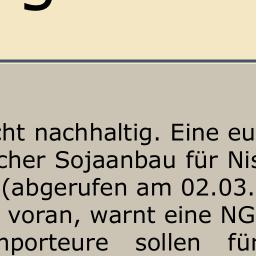 g
cht nachhaltig. Eine eu
cher Sojaanbau für Nis
(abgerufen am 02.03.
voran, warnt eine NG
nporteure sollen für